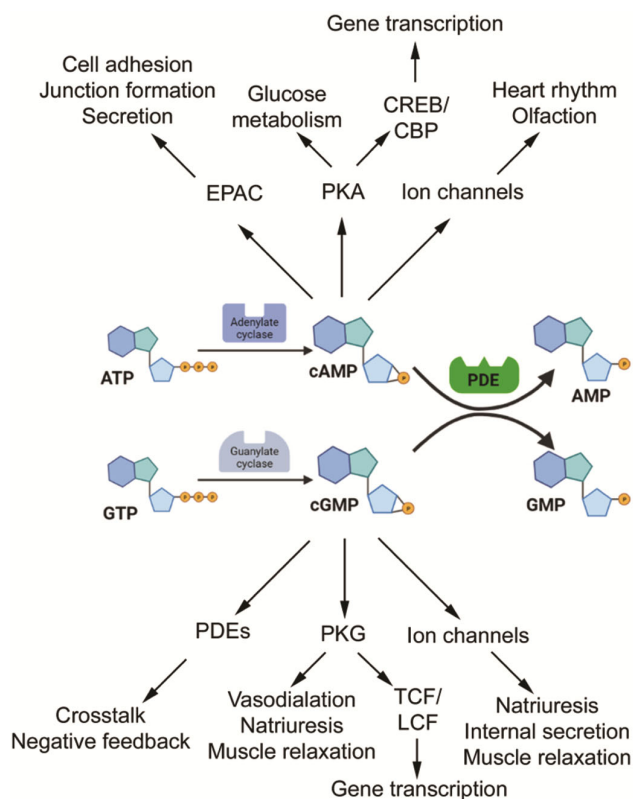 Gene transcription
Cell adhesion
Junction formation
Secretion
Glucose
metabolism
CREB/
CBP
Heart rhythm
Olfaction
EPAC
PKA
Ion channels
Adenylate
cyclase
ATP
cAMP
PDE
AMP
Guanylate
cyclase
GTP
cGMP
GMP
P P P
P
P
P P P
P
P
PDEs
PKG
Ion channels
Crosstalk
Negative feedback
Vasodialation
Natriuresis
Muscle relaxation
TCF/
LCF
Natriuresis
Internal secretion
Muscle relaxation
Gene transcription